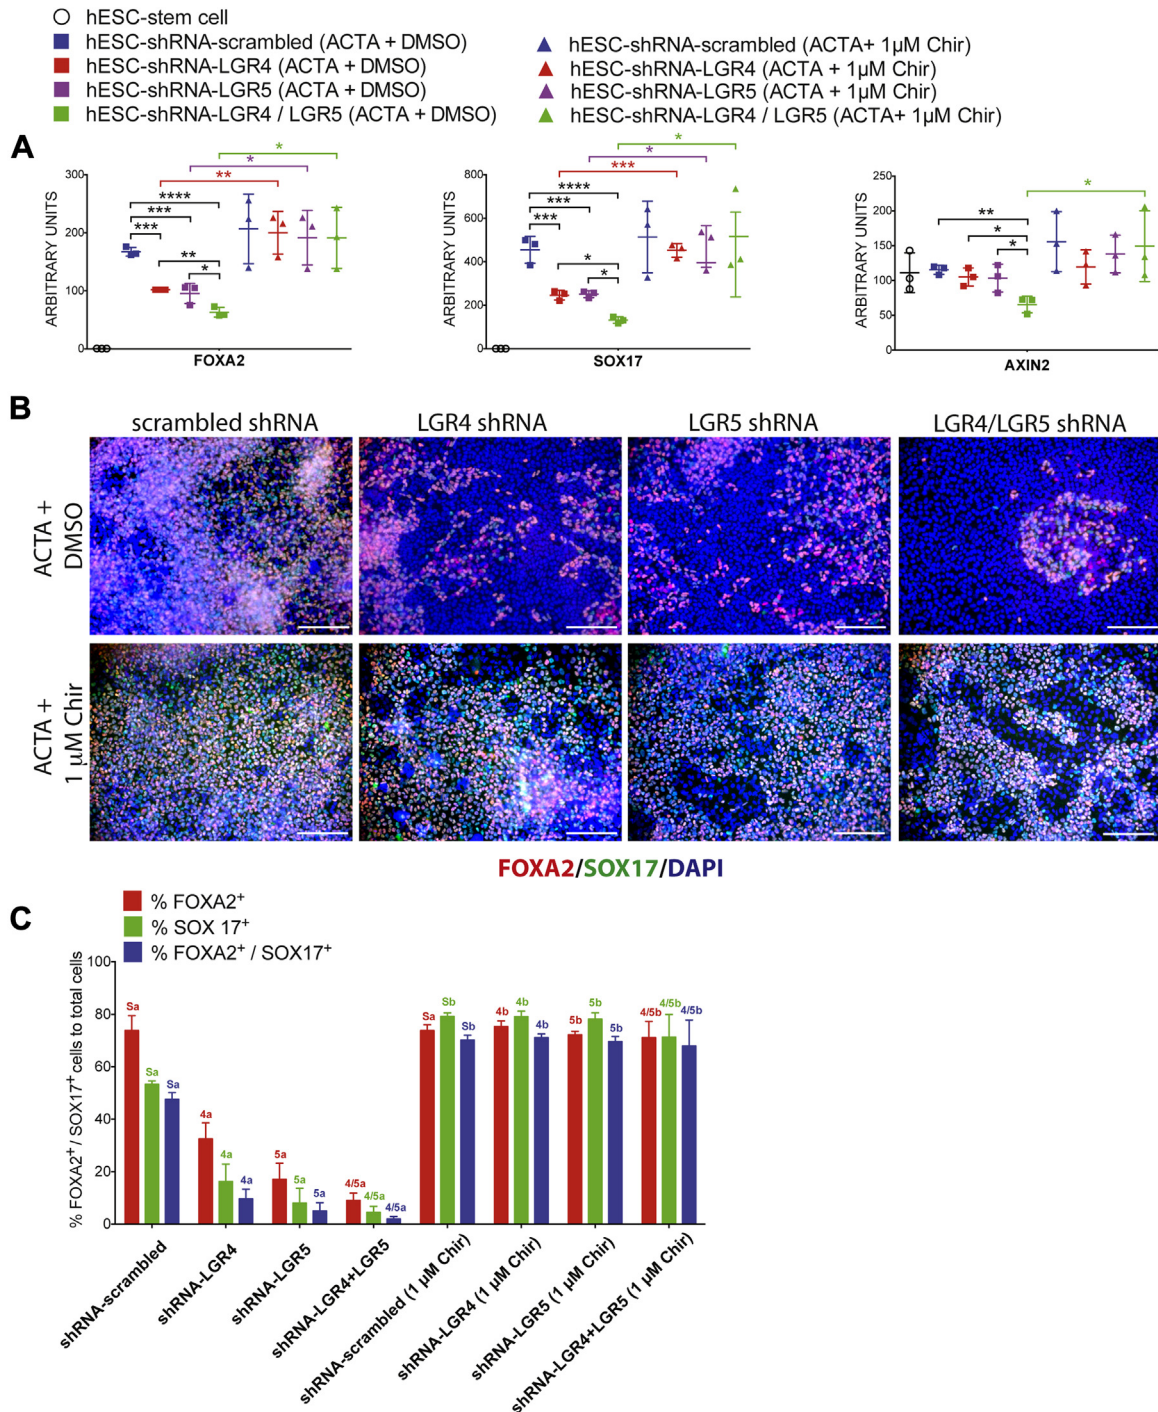 hESC-stem cell
hESC-shRNA-scrambled (ACTA + DMSO)
hESC-shRNA-LGR4 (ACTA + DMSO)
hESC-shRNA-LGR5 (ACTA + DMSO)
hESC-shRNA-LGR4 / LGR5 (ACTA + DMSO)
hESC-shRNA-scrambled (ACTA+ 1µM Chir)
hESC-shRNA-LGR4 (ACTA + 1µM Chir)
hESC-shRNA-LGR5 (ACTA + 1µM Chir)
hESC-shRNA-LGR4 / LGR5 (ACTA+ 1µM Chir)
A
ARBITRARY UNITS
300
200
100
0
*
*
**
****
***
***
**
*
FOXA2
ARBITRARY UNITS
800
600
400
200
0
*
*
***
****
***
***
*
*
SOX17
ARBITRARY UNITS
250
200
150
100
50
0
*
**
*
*
AXIN2
B
scrambled shRNA
LGR4 shRNA
LGR5 shRNA
LGR4/LGR5 shRNA
ACTA +
DMSO
ACTA +
1 µM Chir
FOXA2/SOX17/DAPI
C
% FOXA2+
% SOX 17+
% FOXA2+ / SOX17+
% FOXA2+ / SOX17+ cells to total cells
100
80
60
40
20
0
Sa
Sa
Sa
4a
4a
4a
5a
5a
5a
4/5a
4/5a
4/5a
Sa
Sb
Sb
4b
4b
4b
5b
5b
5b
4/5b
4/5b
4/5b
shRNA-scrambled
shRNA-LGR4
shRNA-LGR5
shRNA-LGR4+LGR5
shRNA-scrambled (1 µM Chir)
shRNA-LGR4 (1 µM Chir)
shRNA-LGR5 (1 µM Chir)
shRNA-LGR4+LGR5 (1 µM Chir)